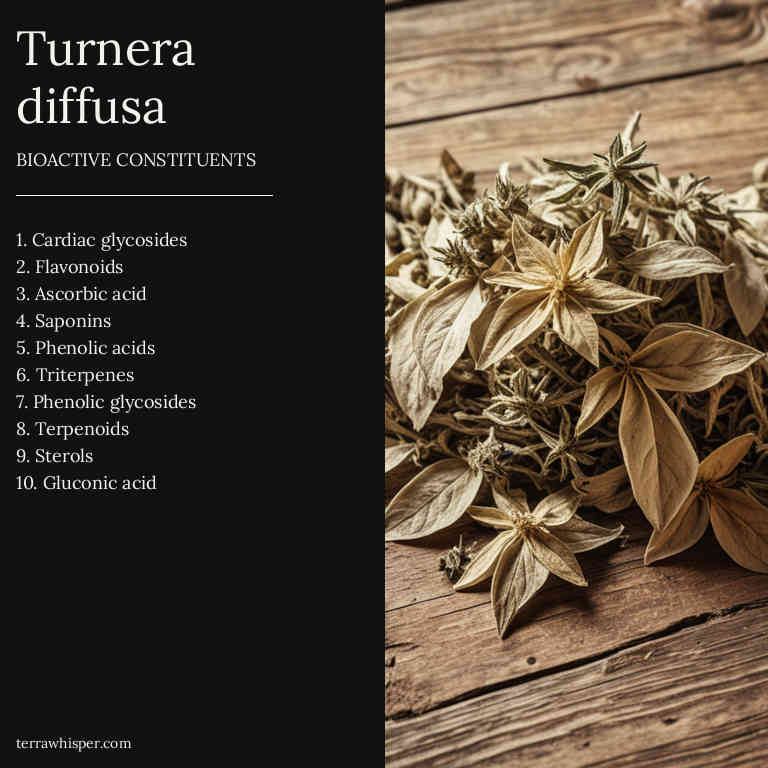 Turnera
diffusa
BIOACTIVE CONSTITUENTS
1. Cardiac glycosides
2. Flavonoids
3. Ascorbic acid
4. Saponins
5. Phenolic acids
6. Triterpenes
7. Phenolic glycosides
8. Terpenoids
9. Sterols
10. Gluconic acid
terrawhisper.com